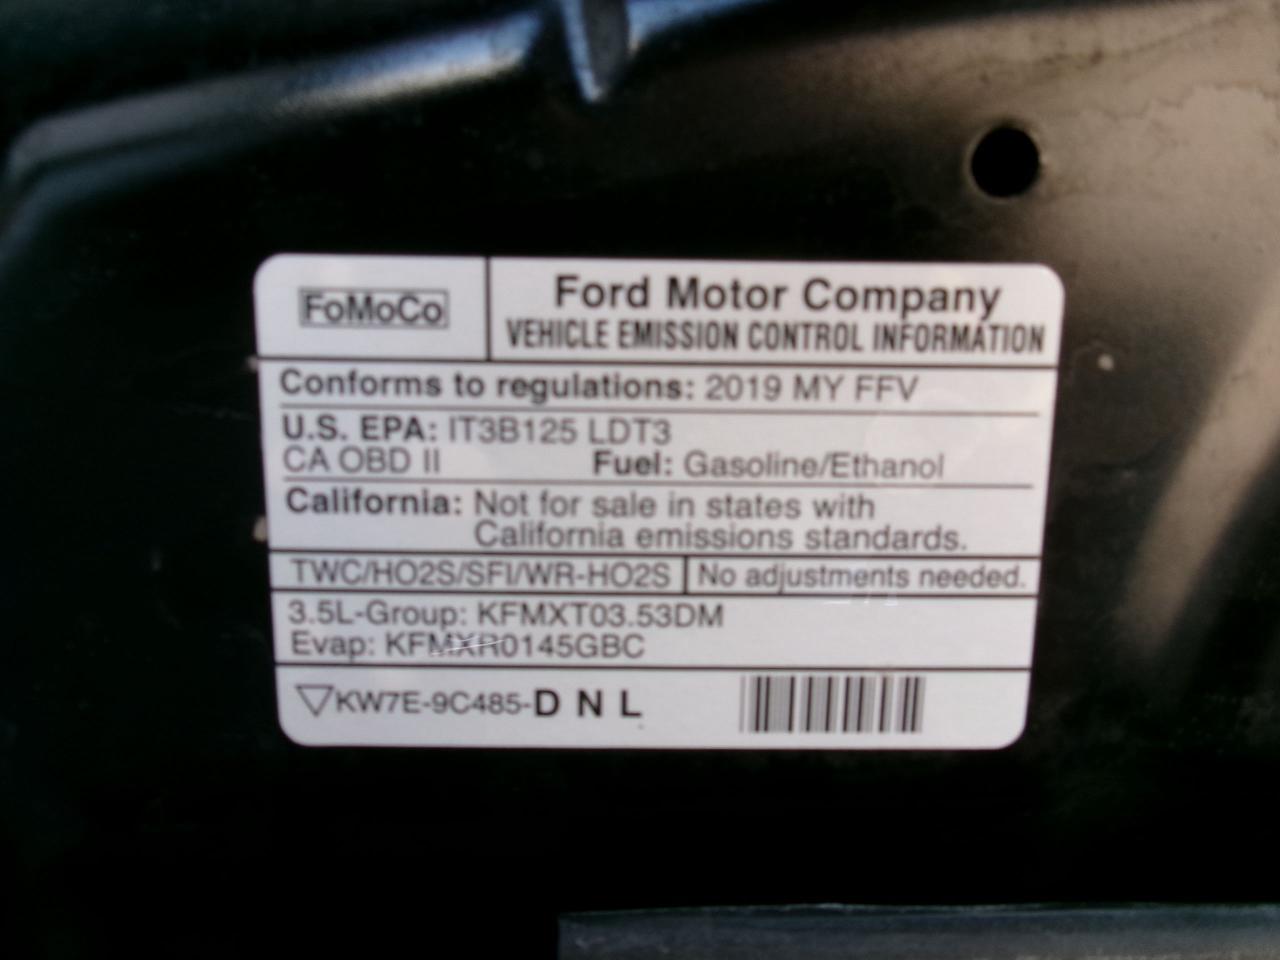 FoMoCo
Ford Motor Company
VEHICLE EMISSION CONTROL INFORMATION
Conforms to regulations: 2019 MY FFV
U.S. EPA: IT3B125 LDT3
CA OBD II Fuel: Gasoline/Ethanol
California: Not for sale in states with
California emissions standards.
TWC/HO2S/SFI/WR-HO2S No adjustments needed.
3.5L-Group: KFMXT03.53DM
Evap: KFMXR0145GBC
KW7E-9C485-D N L